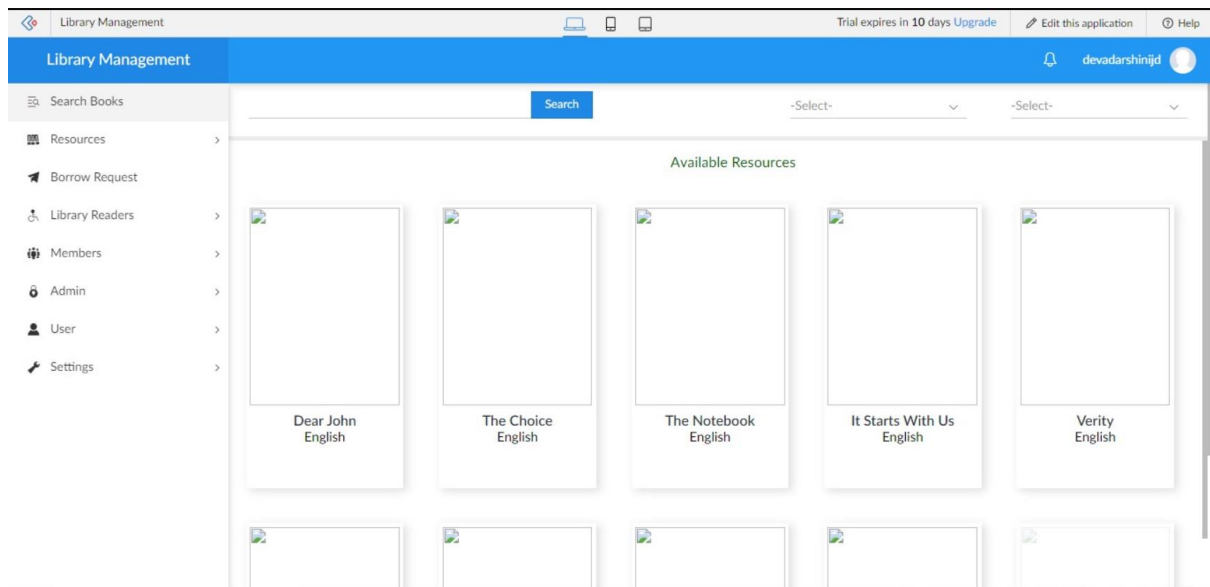 Library Management
Trial expires in 10 days Upgrade
Edit this application
Help
Library Management
devadarshinijd
Search Books
Resources
Borrow Request
Library Readers
Members
Admin
User
Settings
Search
-Select-
-Select-
Available Resources
Dear John
English
The Choice
English
The Notebook
English
It Starts With Us
English
Verity
English